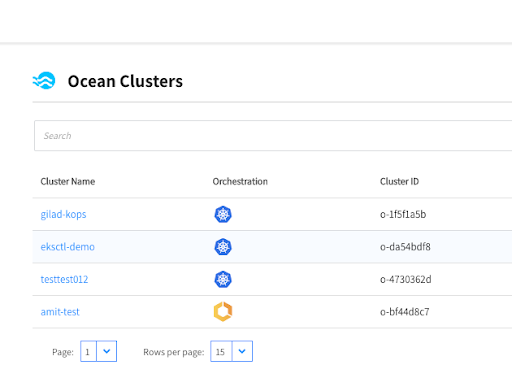 Ocean Clusters
Search
Cluster Name Orchestration Cluster ID
gilad-kops o-1f5f1a5b
eksctl-demo o-da54bdf8
testtest012 o-4730362d
amit-test o-bf44d8c7
Page: 1 Rows per page: 15